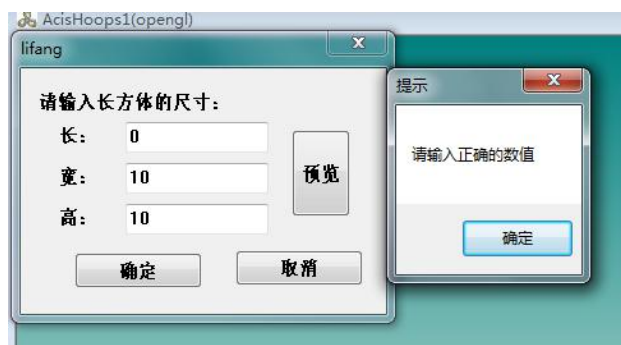 AcisHoops1(opengl)
lifang
请输入长方体的尺寸：
长： 0
宽： 10
高： 10
预览
确定 取消
提示
请输入正确的数值
确定